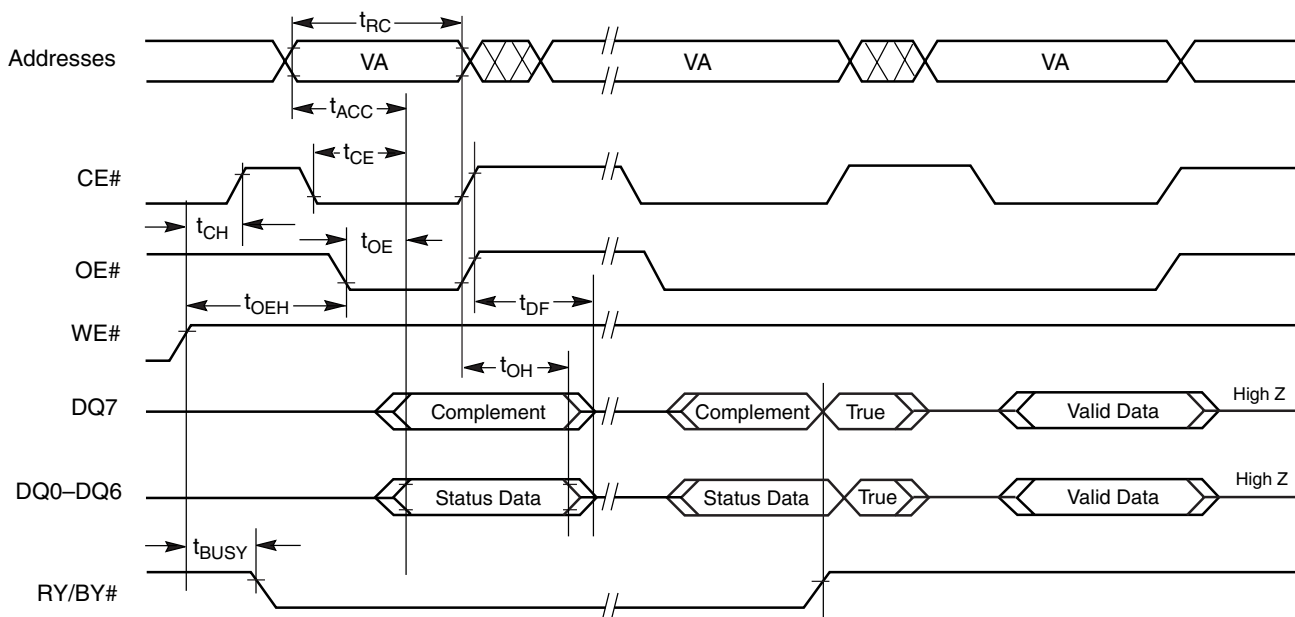 tRC
Addresses VA VA VA
tACC
tCE
CE#
tCH tOE
OE#
tOEH tDF
WE#
tOH
DQ7 Complement Complement True Valid Data High Z
DQ0–DQ6 Status Data Status Data True Valid Data High Z
tBUSY
RY/BY#